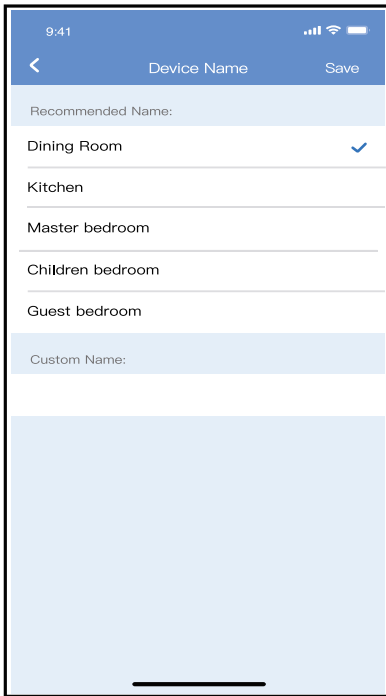 9:41
Device Name Save
Recommended Name:
Dining Room
Kitchen
Master bedroom
Children bedroom
Guest bedroom
Custom Name: